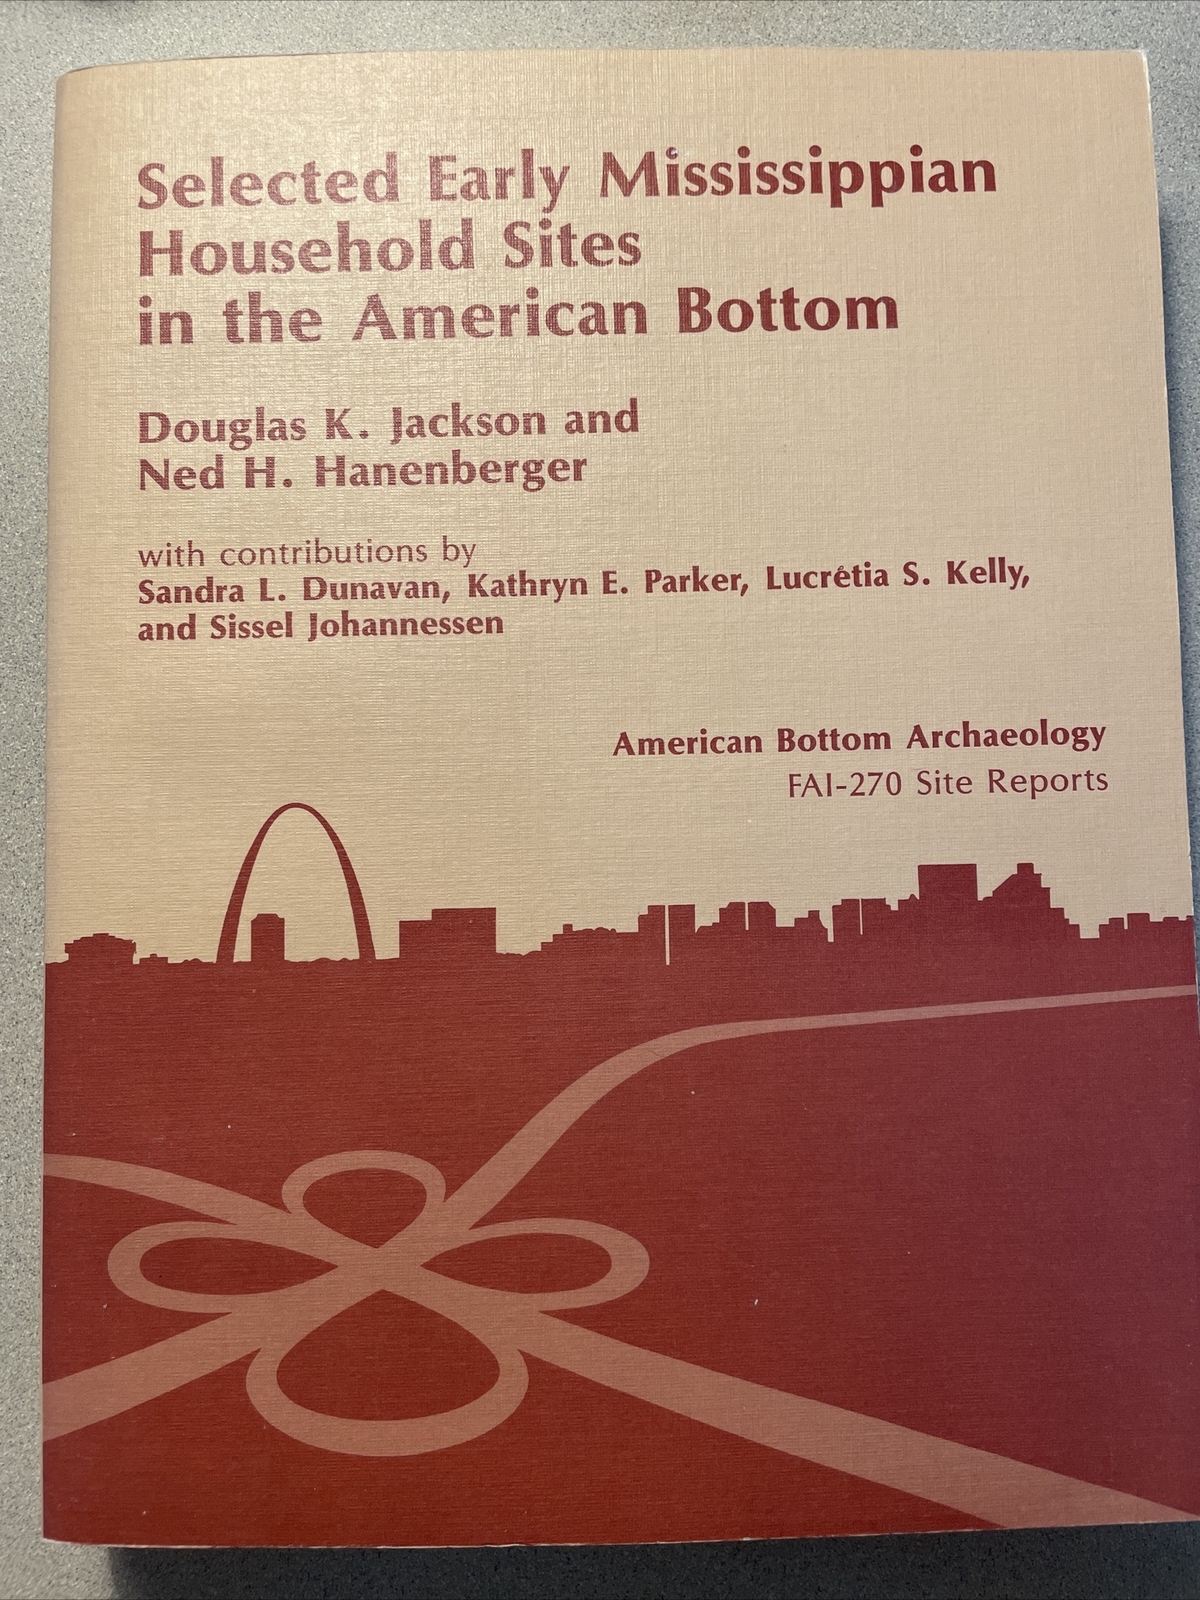 Selected Early Mississippian
Household Sites
in the American Bottom
Douglas K. Jackson and
Ned H. Hanenberger
with contributions by
Sandra L. Dunavan, Kathryn E. Parker, Lucrétia S. Kelly,
and Sissel Johannessen
American Bottom Archaeology
FAI-270 Site Reports